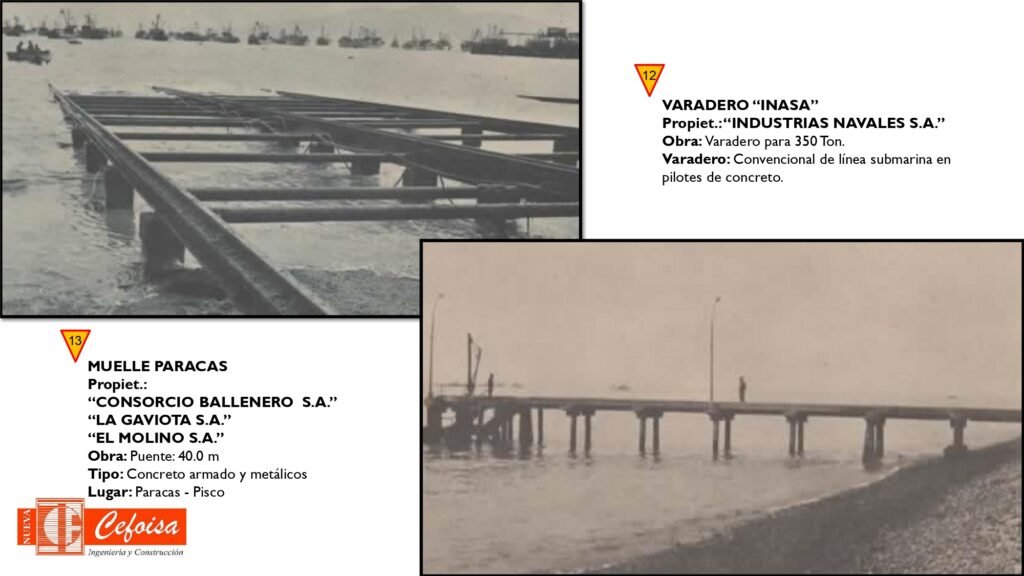 12
VARADERO “INASA”
Propiet.:“INDUSTRIAS NAVALES S.A.”
Obra: Varadero para 350 Ton.
Varadero: Convencional de línea submarina en
pilotes de concreto.
13
MUELLE PARACAS
Propiet.:
“CONSORCIO BALLENERO S.A.”
“LA GAVIOTA S.A.”
“EL MOLINO S.A.”
Obra: Puente: 40.0 m
Tipo: Concreto armado y metálicos
Lugar: Paracas - Pisco
NUEVA
Cefoisa
Ingeniería y Construcción